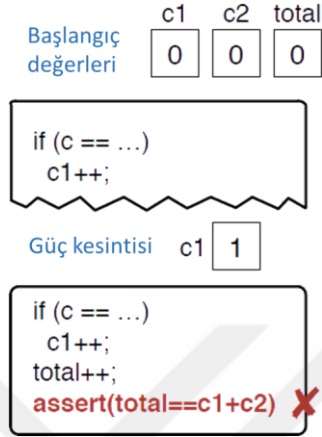 c1 c2 total
Başlangıç
değerleri
0 0 0
if (c == ...)
c1++;
Güç kesintisi c1 1
if (c == ...)
c1++;
total++;
assert(total==c1+c2) ✘